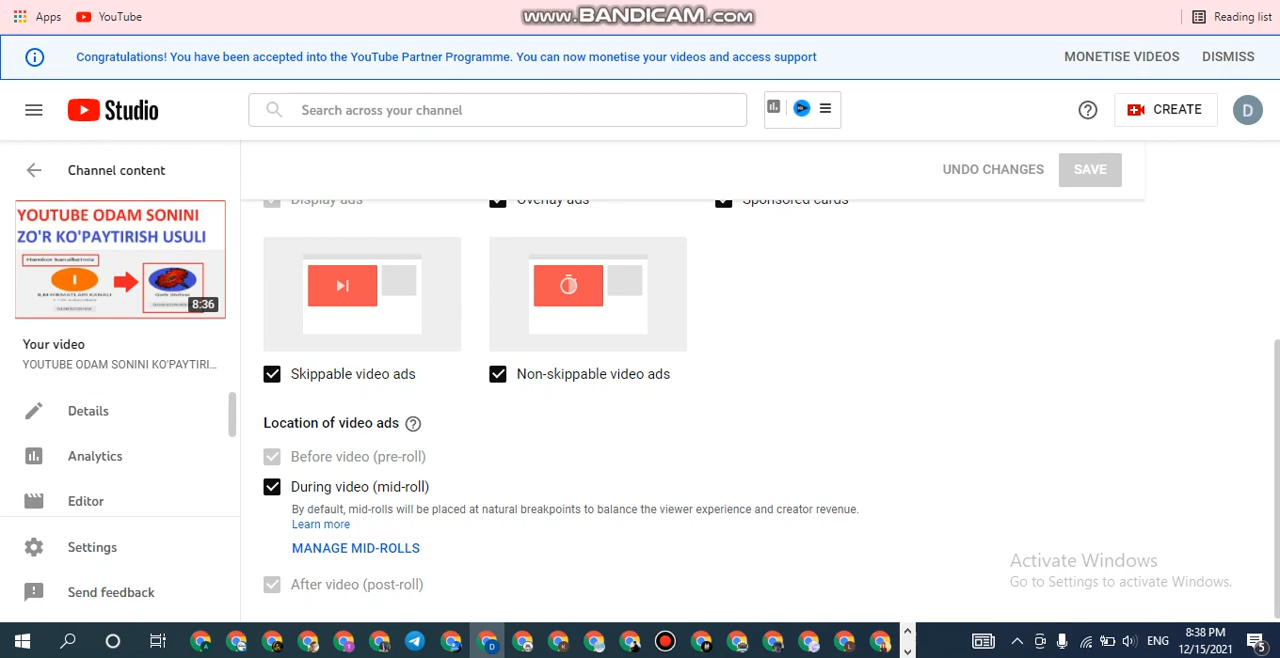 Apps
YouTube
www.BANDICAM.com
Reading list
Congratulations! You have been accepted into the YouTube Partner Programme. You can now monetise your videos and access support
MONETISE VIDEOS
DISMISS
Studio
Search across your channel
CREATE
D
Channel content
UNDO CHANGES
SAVE
Display ads
Overlay ads
Sponsored cards
YOUTUBE ODAM SONINI
ZO'R KO'PAYTIRISH USULI
8:36
Skippable video ads
Non-skippable video ads
Your video
YOUTUBE ODAM SONINI KO'PAYTIRI...
Details
Analytics
Editor
Settings
Send feedback
Location of video ads
Before video (pre-roll)
During video (mid-roll)
By default, mid-rolls will be placed at natural breakpoints to balance the viewer experience and creator revenue.
Learn more
MANAGE MID-ROLLS
After video (post-roll)
Activate Windows
Go to Settings to activate Windows.
ENG
8:38 PM
12/15/2021
5